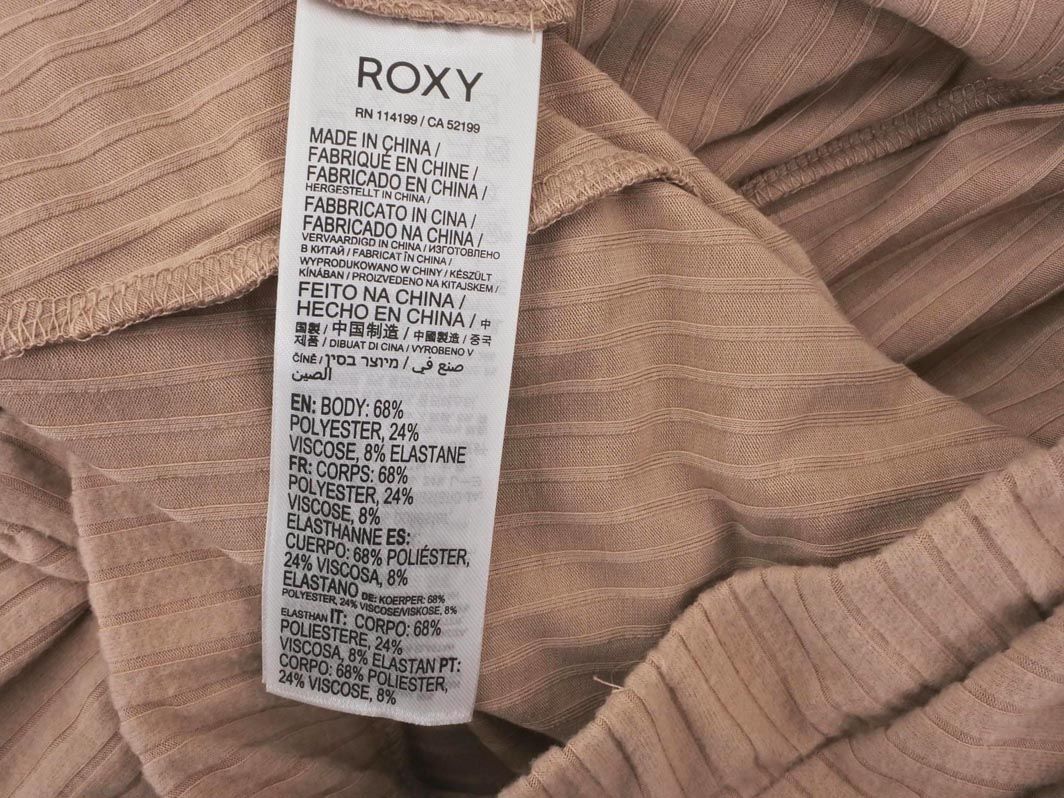 ROXY
RN 114199 / CA 52199
MADE IN CHINA /
FABRIQUÉ EN CHINE /
FABRICADO EN CHINA /
HERGESTELLT IN CHINA /
FABBRICATO IN CINA /
FABRICADO NA CHINA /
VERVAARDIGD IN CHINA / ИЗГОТОВЛЕНО
В КИТАЙ / FABRICAT ÎN CHINA /
WYPRODUKOWANO W CHINY / KÉSZÜLT
KÍNÁBAN / PROIZVEDENO NA KITAJSKEM /
FEITO NA CHINA /
HECHO EN CHINA / 中
国製 / 中国制造 / 中國製造 / 중국
제품 / DIBUAT DI CINA / VYROBENO V
ČÍNĚ / מיוצר בסין / صنع في
الصين
EN: BODY: 68%
POLYESTER, 24%
VISCOSE, 8% ELASTANE
FR: CORPS: 68%
POLYESTER, 24%
VISCOSE, 8%
ELASTHANNE ES:
CUERPO: 68% POLIÉSTER,
24% VISCOSA, 8%
ELASTANO DE: KOERPER: 68%
POLYESTER, 24% VISCOSE/VISKOSE, 8%
ELASTHAN IT: CORPO: 68%
POLIESTERE, 24%
VISCOSA, 8% ELASTAN PT:
CORPO: 68% POLIESTER,
24% VISCOSE, 8%